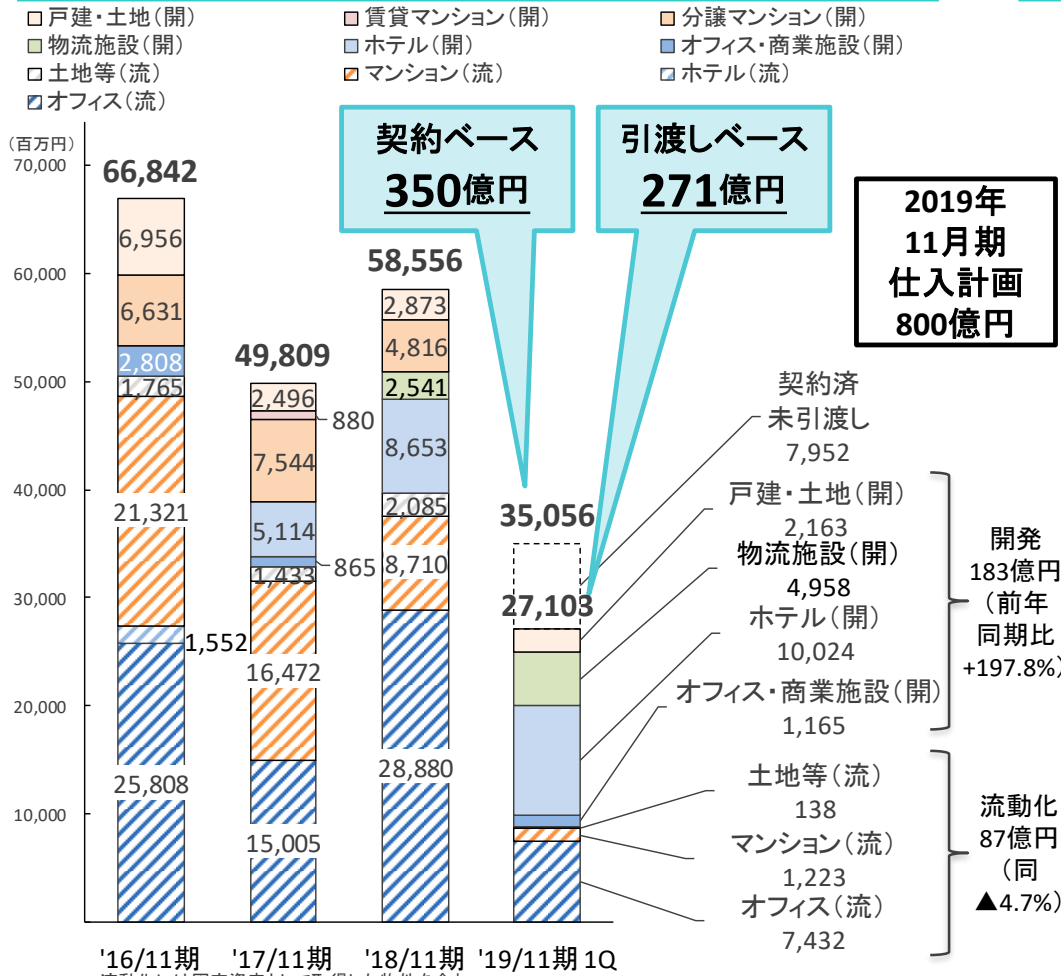 戸建・土地(開)
賃貸マンション(開)
分譲マンション(開)
物流施設(開)
ホテル(開)
オフィス・商業施設(開)
土地等(流)
マンション(流)
ホテル(流)
オフィス(流)
(百万円)
70,000
60,000
50,000
40,000
30,000
20,000
10,000
66,842
6,956
6,631
2,808
1,765
21,321
1,552
25,808
49,809
2,496
880
7,544
5,114
865
1,433
16,472
15,005
58,556
2,873
4,816
2,541
8,653
2,085
8,710
28,880
35,056
27,103
契約ベース
350億円
引渡しベース
271億円
2019年
11月期
仕入計画
800億円
契約済
未引渡し
7,952
戸建・土地(開)
2,163
物流施設(開)
4,958
ホテル(開)
10,024
オフィス・商業施設(開)
1,165
土地等(流)
138
マンション(流)
1,223
オフィス(流)
7,432
開発
183億円
(前年
同期比
+197.8%)
流動化
87億円
(同
▲4.7%)
'16/11期
'17/11期
'18/11期
'19/11期 1Q